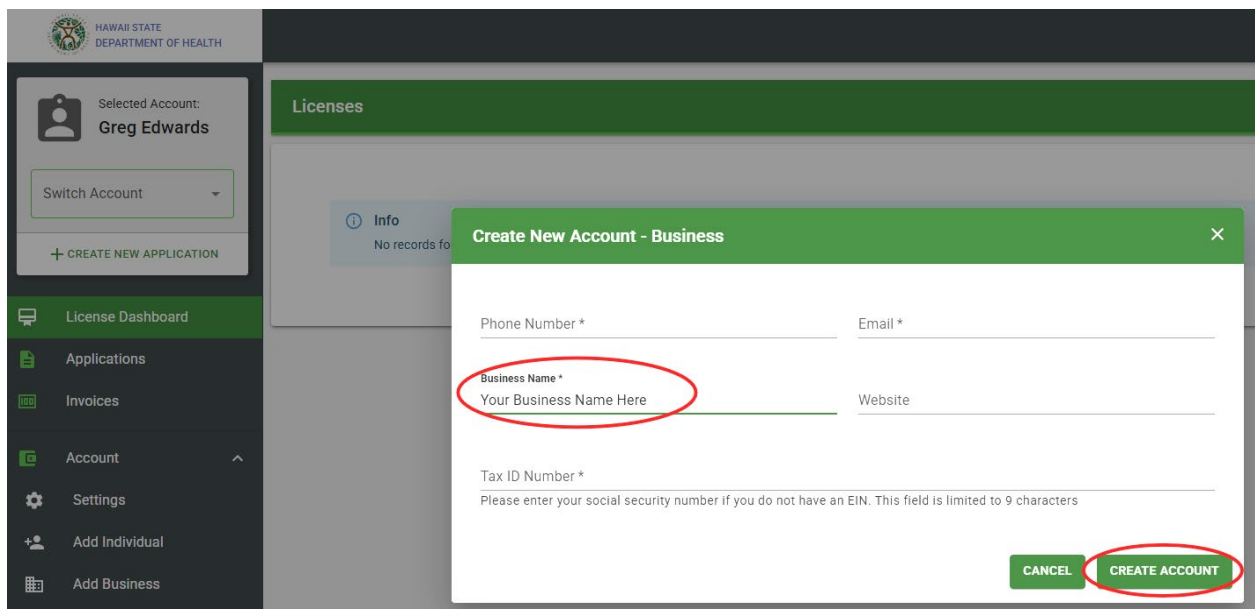 HAWAII STATE
DEPARTMENT OF HEALTH
Selected Account:
Greg Edwards
Switch Account
+ CREATE NEW APPLICATION
License Dashboard
Applications
Invoices
Account
Settings
Add Individual
Add Business
Licenses
Info
No records fo
Create New Account - Business
Phone Number *
Email *
Business Name *
Your Business Name Here
Website
Tax ID Number *
Please enter your social security number if you do not have an EIN. This field is limited to 9 characters
CANCEL
CREATE ACCOUNT